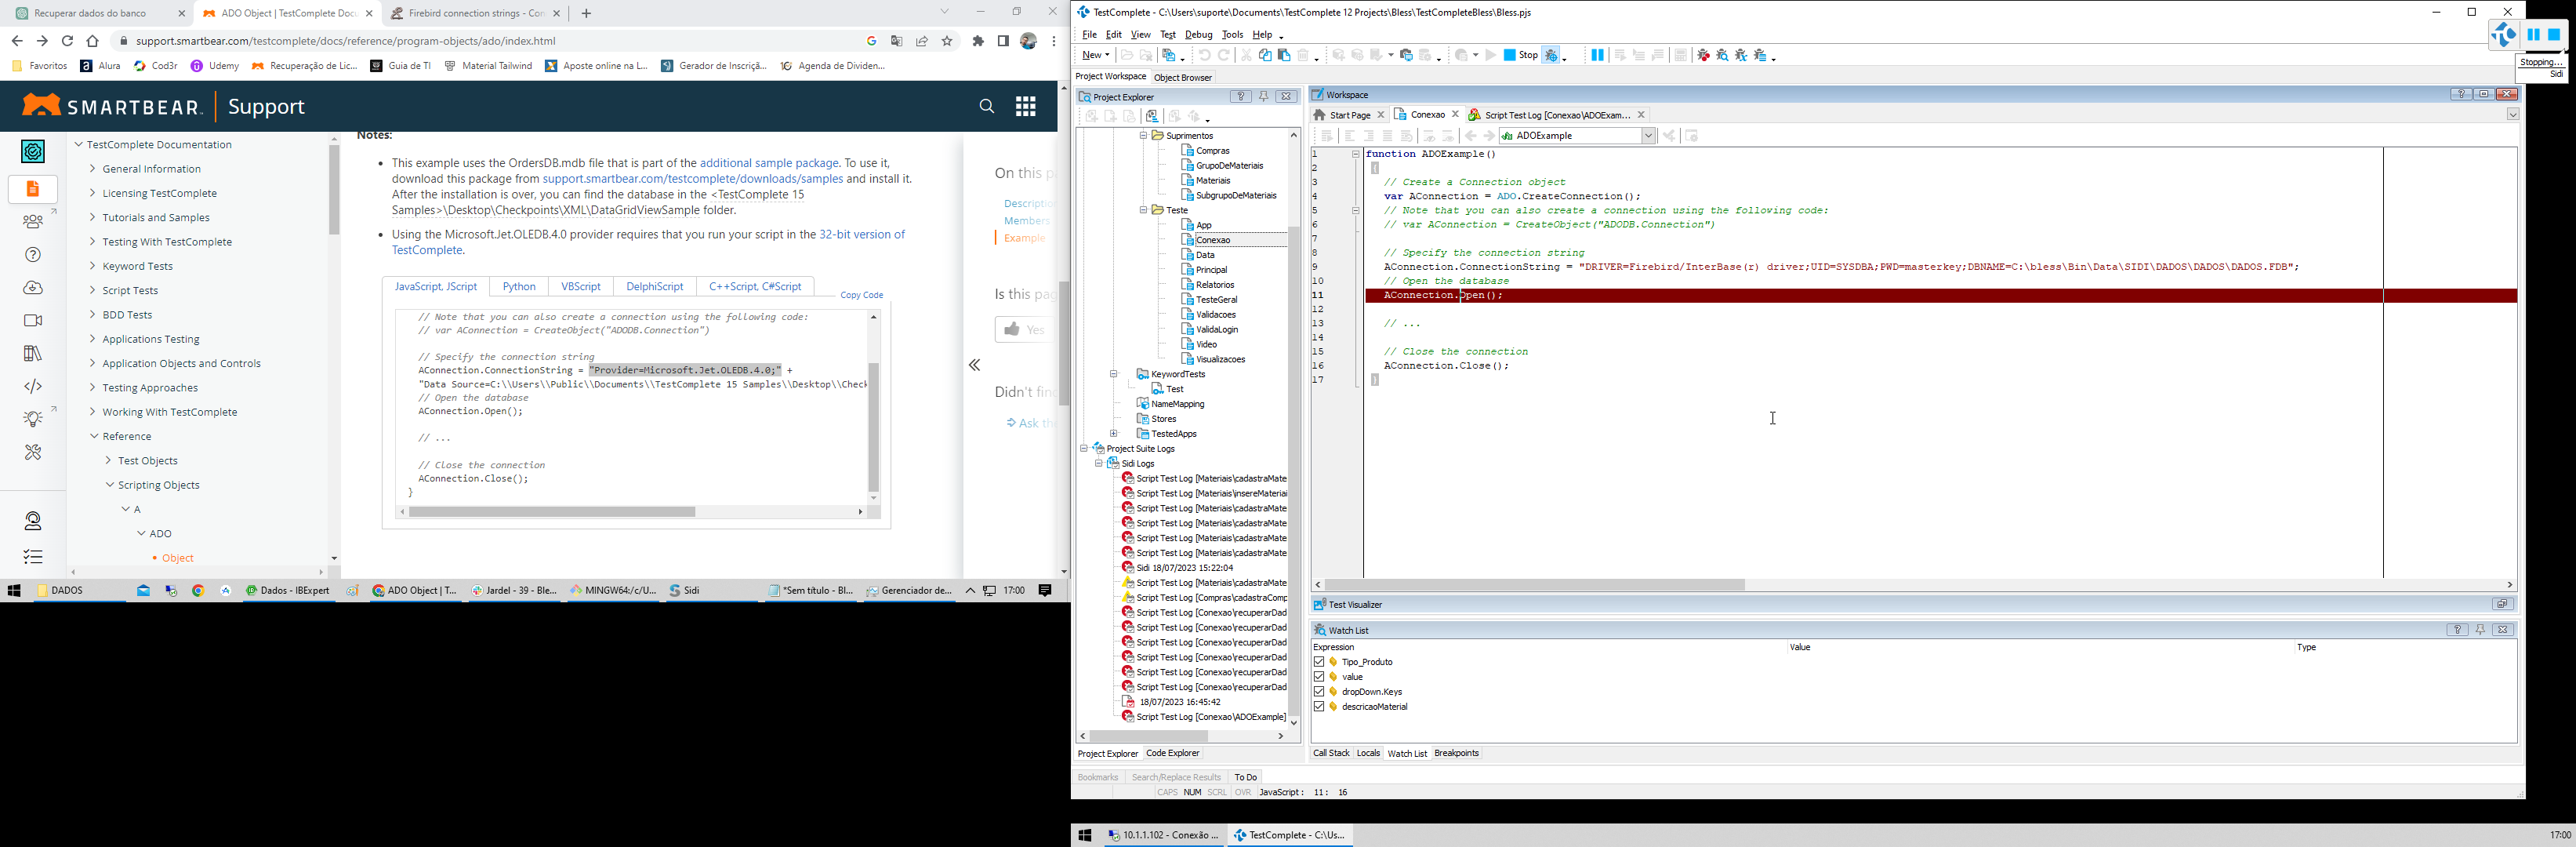 Recuperar dados do banco
ADO Object | TestComplete Docu
Firebird connection strings - Con
support.smartbear.com/testcomplete/docs/reference/program-objects/ado/index.html
Favoritos
Alura
Cod3r
Udemy
Recuperação de Lic...
Guia de TI
Material Tailwind
Aposte online na L...
Gerador de Inscriçã...
Agenda de Dividen...
SMARTBEAR
Support
TestComplete Documentation
General Information
Licensing TestComplete
Tutorials and Samples
Testing With TestComplete
Keyword Tests
Script Tests
BDD Tests
Applications Testing
Application Objects and Controls
Testing Approaches
Working With TestComplete
Reference
Test Objects
Scripting Objects
A
ADO
Object
Notes:
This example uses the OrdersDB.mdb file that is part of the additional sample package. To use it,
download this package from support.smartbear.com/testcomplete/downloads/samples and install it.
After the installation is over, you can find the database in the <TestComplete 15
Samples>\Desktop\Checkpoints\XML\DataGridViewSample folder.
Using the Microsoft.Jet.OLEDB.4.0 provider requires that you run your script in the 32-bit version of
TestComplete.
JavaScript, JScript
Python
VBScript
DelphiScript
C++Script, C#Script
Copy Code
// Note that you can also create a connection using the following code:
// var AConnection = CreateObject("ADODB.Connection")
// Specify the connection string
AConnection.ConnectionString = "Provider=Microsoft.Jet.OLEDB.4.0;" +
"Data Source=C:\\Users\\Public\\Documents\\TestComplete 15 Samples\\Desktop\\Check
// Open the database
AConnection.Open();
// ...
// Close the connection
AConnection.Close();
}
On this p
Descriptio
Members
Example
Is this pag
Yes
Didn't fin
Ask th
DADOS
Dados - IBExpert
ADO Object | T...
Jardel - 39 - Ble...
MINGW64:/c/U...
Sidi
*Sem título - Bl...
Gerenciador de...
17:00
TestComplete - C:\Users\suporte\Documents\TestComplete 12 Projects\Bless\TestCompleteBless\Bless.pjs
File Edit View Test Debug Tools Help
New
Stop
Stopping...
Sidi
Project Workspace
Object Browser
Project Explorer
Suprimentos
Compras
GrupoDeMateriais
Materiais
SubgrupoDeMateriais
Teste
App
Conexao
Data
Principal
Relatorios
TesteGeral
Validacoes
ValidaLogin
Video
Visualizacoes
KeywordTests
Test
NameMapping
Stores
TestedApps
Project Suite Logs
Sidi Logs
Script Test Log [Materiais\cadastraMate
Script Test Log [Materiais\insereMateriai
Script Test Log [Materiais\cadastraMate
Script Test Log [Materiais\cadastraMate
Script Test Log [Materiais\cadastraMate
Script Test Log [Materiais\cadastraMate
Sidi 18/07/2023 15:22:04
Script Test Log [Materiais\cadastraMate
Script Test Log [Compras\cadastraComp
Script Test Log [Conexao\recuperarDad
Script Test Log [Conexao\recuperarDad
Script Test Log [Conexao\recuperarDad
Script Test Log [Conexao\recuperarDad
Script Test Log [Conexao\recuperarDad
Script Test Log [Conexao\recuperarDad
18/07/2023 16:45:42
Script Test Log [Conexao\ADOExample]
Project Explorer
Code Explorer
Workspace
Start Page
Conexao
Script Test Log [Conexao\ADOExam...
ADOExample
1 function ADOExample()
2 {
3 // Create a Connection object
4 var AConnection = ADO.CreateConnection();
5 // Note that you can also create a connection using the following code:
6 // var AConnection = CreateObject("ADODB.Connection")
7
8 // Specify the connection string
9 AConnection.ConnectionString = "DRIVER=Firebird/InterBase(r) driver;UID=SYSDBA;PWD=masterkey;DBNAME=C:\bless\Bin\Data\SIDI\DADOS\DADOS\DADOS.FDB";
10 // Open the database
11 AConnection.Open();
12
13 // ...
14
15 // Close the connection
16 AConnection.Close();
17 }
Test Visualizer
Watch List
Expression
Value
Type
Tipo_Produto
value
dropDown.Keys
descricaoMaterial
Call Stack
Locals
Watch List
Breakpoints
Bookmarks
Search/Replace Results
To Do
CAPS NUM SCRL OVR JavaScript : 11 : 16
10.1.1.102 - Conexão ...
TestComplete - C:\Us...
17:00